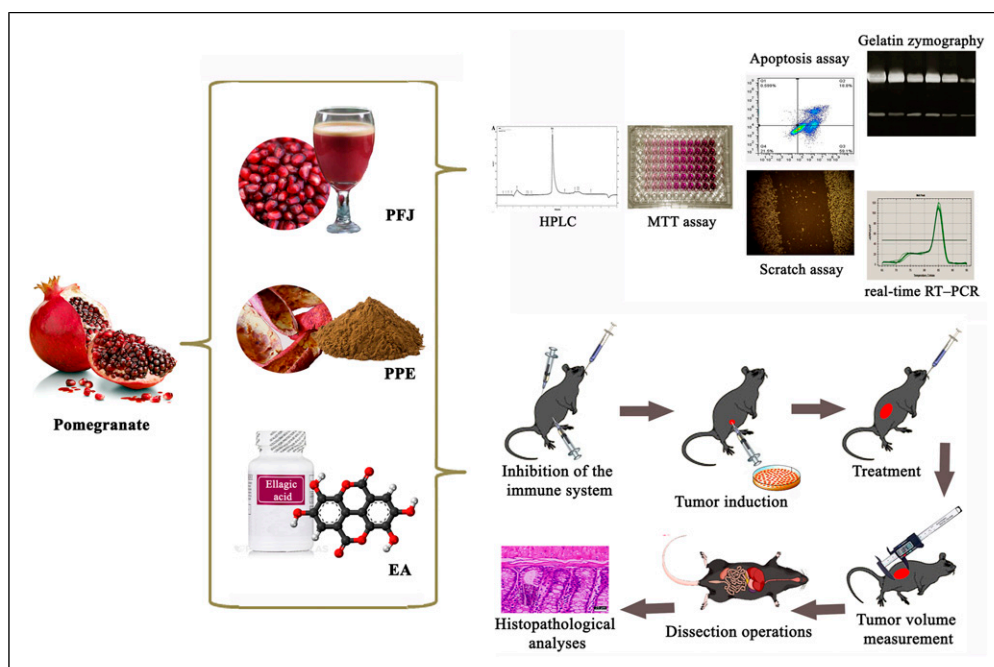 Pomegranate
PFJ
PPE
Ellagic
acid
EA
HPLC
MTT assay
Apoptosis assay
Gelatin zymography
Scratch assay
real-time RT–PCR
Inhibition of the
immune system
Tumor induction
Treatment
Tumor volume
measurement
Dissection operations
Histopathological
analyses